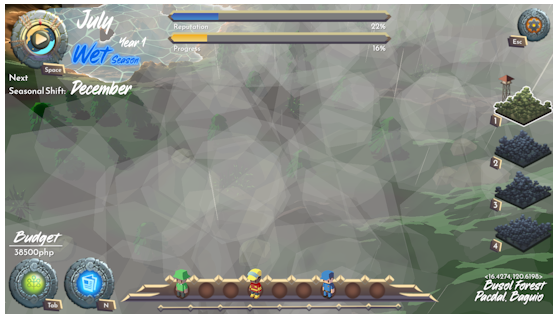 July
Year 1
Wet Season
Space
Next
Seasonal Shift: December
Reputation
22%
Progress
16%
Esc
1
2
3
4
Budget
38500php
Tab
N
<16.4274,120.6198>
Busol Forest
Pacdal, Baguio